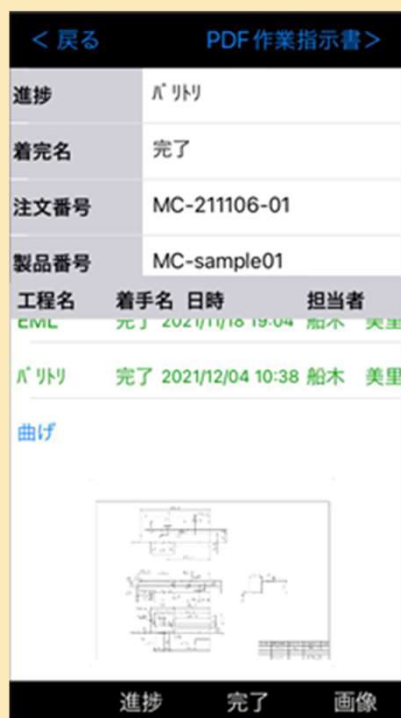 < 戻る PDF作業指示書>
進捗 ﾊﾞﾘﾄﾘ
着完名 完了
注文番号 MC-211106-01
製品番号 MC-sample01
工程名 着手名 日時 担当者
EML 完了 2021/11/18 19:04 船木 美里
ﾊﾞﾘﾄﾘ 完了 2021/12/04 10:38 船木 美里
曲げ
進捗 完了 画像